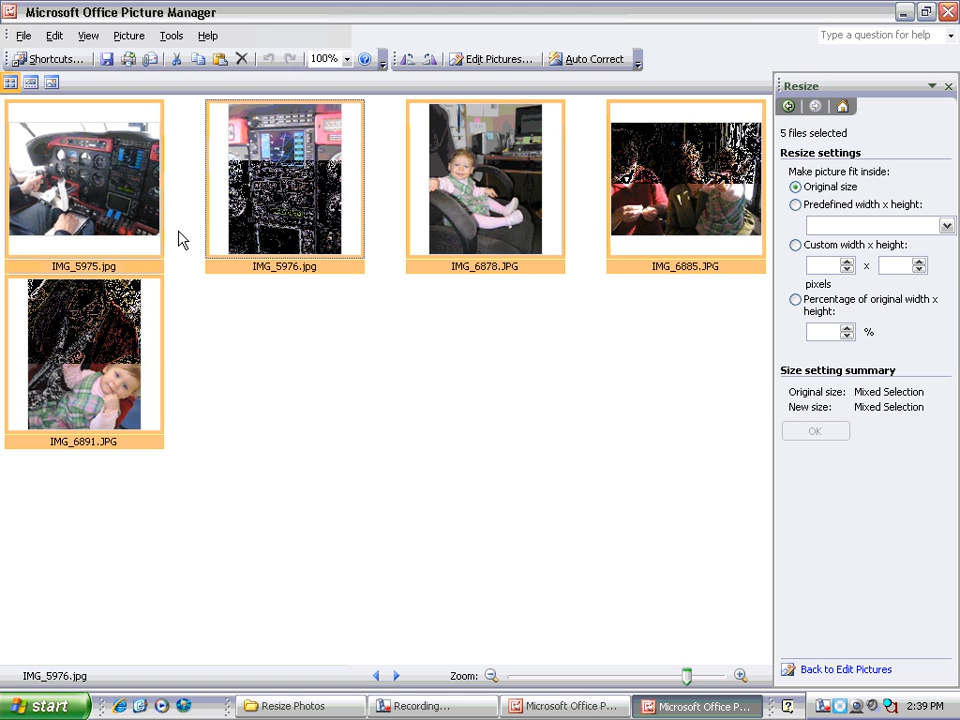 Microsoft Office Picture Manager
File Edit View Picture Tools Help
Type a question for help
Shortcuts...
100%
Edit Pictures...
Auto Correct
Resize
5 files selected
Resize settings
Make picture fit inside:
Original size
Predefined width x height:
Custom width x height:
x
pixels
Percentage of original width x
height:
%
Size setting summary
Original size: Mixed Selection
New size: Mixed Selection
OK
Back to Edit Pictures
IMG_5975.jpg
IMG_5976.jpg
IMG_6878.JPG
IMG_6885.JPG
IMG_6891.JPG
IMG_5976.jpg
Zoom:
start
Resize Photos
Recording...
Microsoft Office P...
Microsoft Office P...
2:39 PM